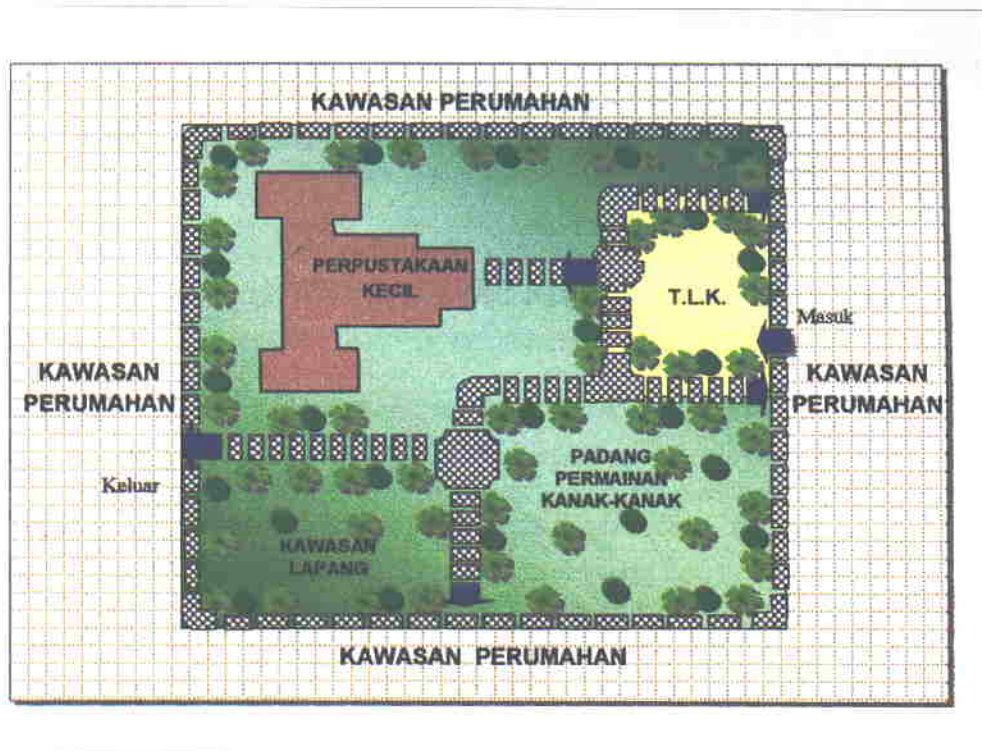 KAWASAN PERUMAHAN
PERPUSTAKAAN
KECIL
T.L.K.
Masuk
KAWASAN
PERUMAHAN
KAWASAN
PERUMAHAN
PADANG
PERMAINAN
KANAK-KANAK
Keluar
KAWASAN
LAPANG
KAWASAN PERUMAHAN